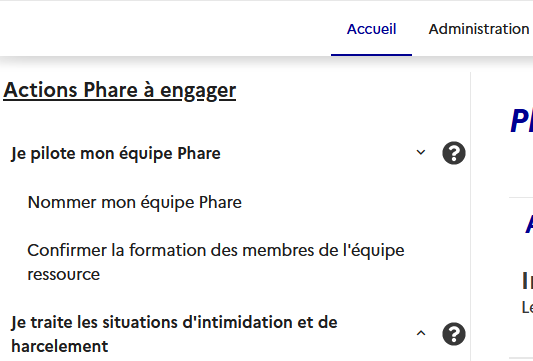 Accueil Administration
Actions Phare à engager
Je pilote mon équipe Phare
Nommer mon équipe Phare
Confirmer la formation des membres de l'équipe
ressource
Je traite les situations d'intimidation et de
harcelement